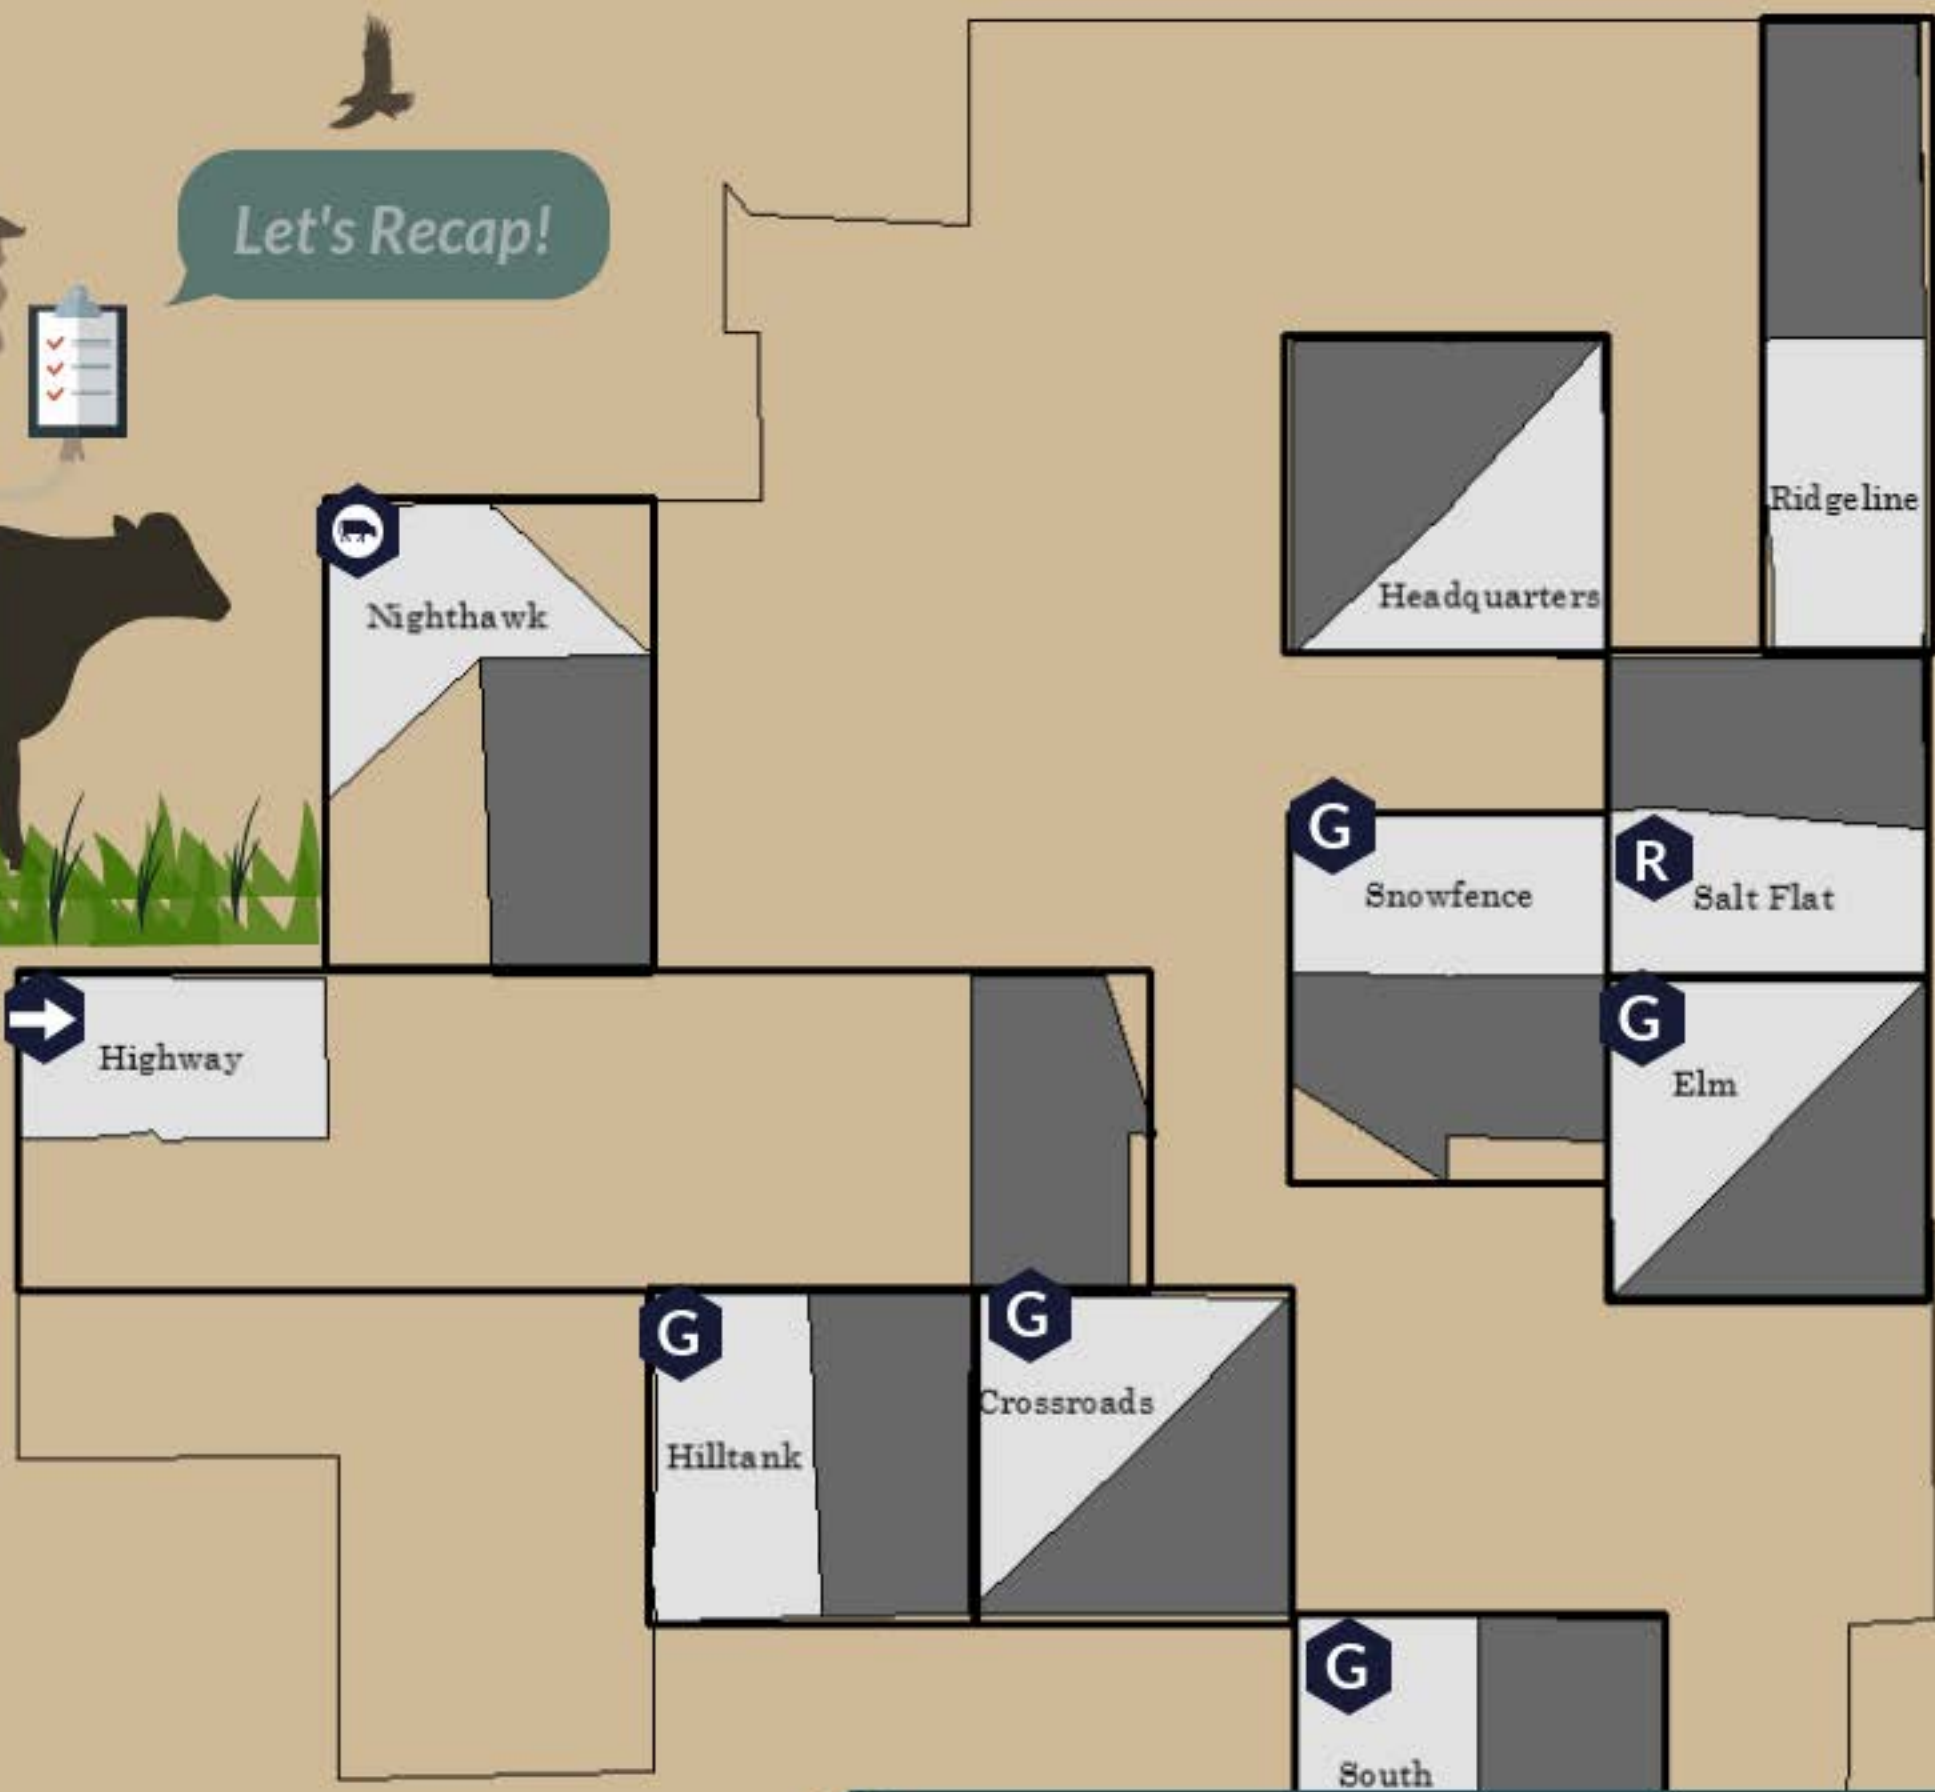 Let's Recap!
Ridgeline
Headquarters
Nighthawk
G
Snowfence
R
Salt Flat
G
Elm
Highway
G
Hilltank
G
Crossroads
G
South